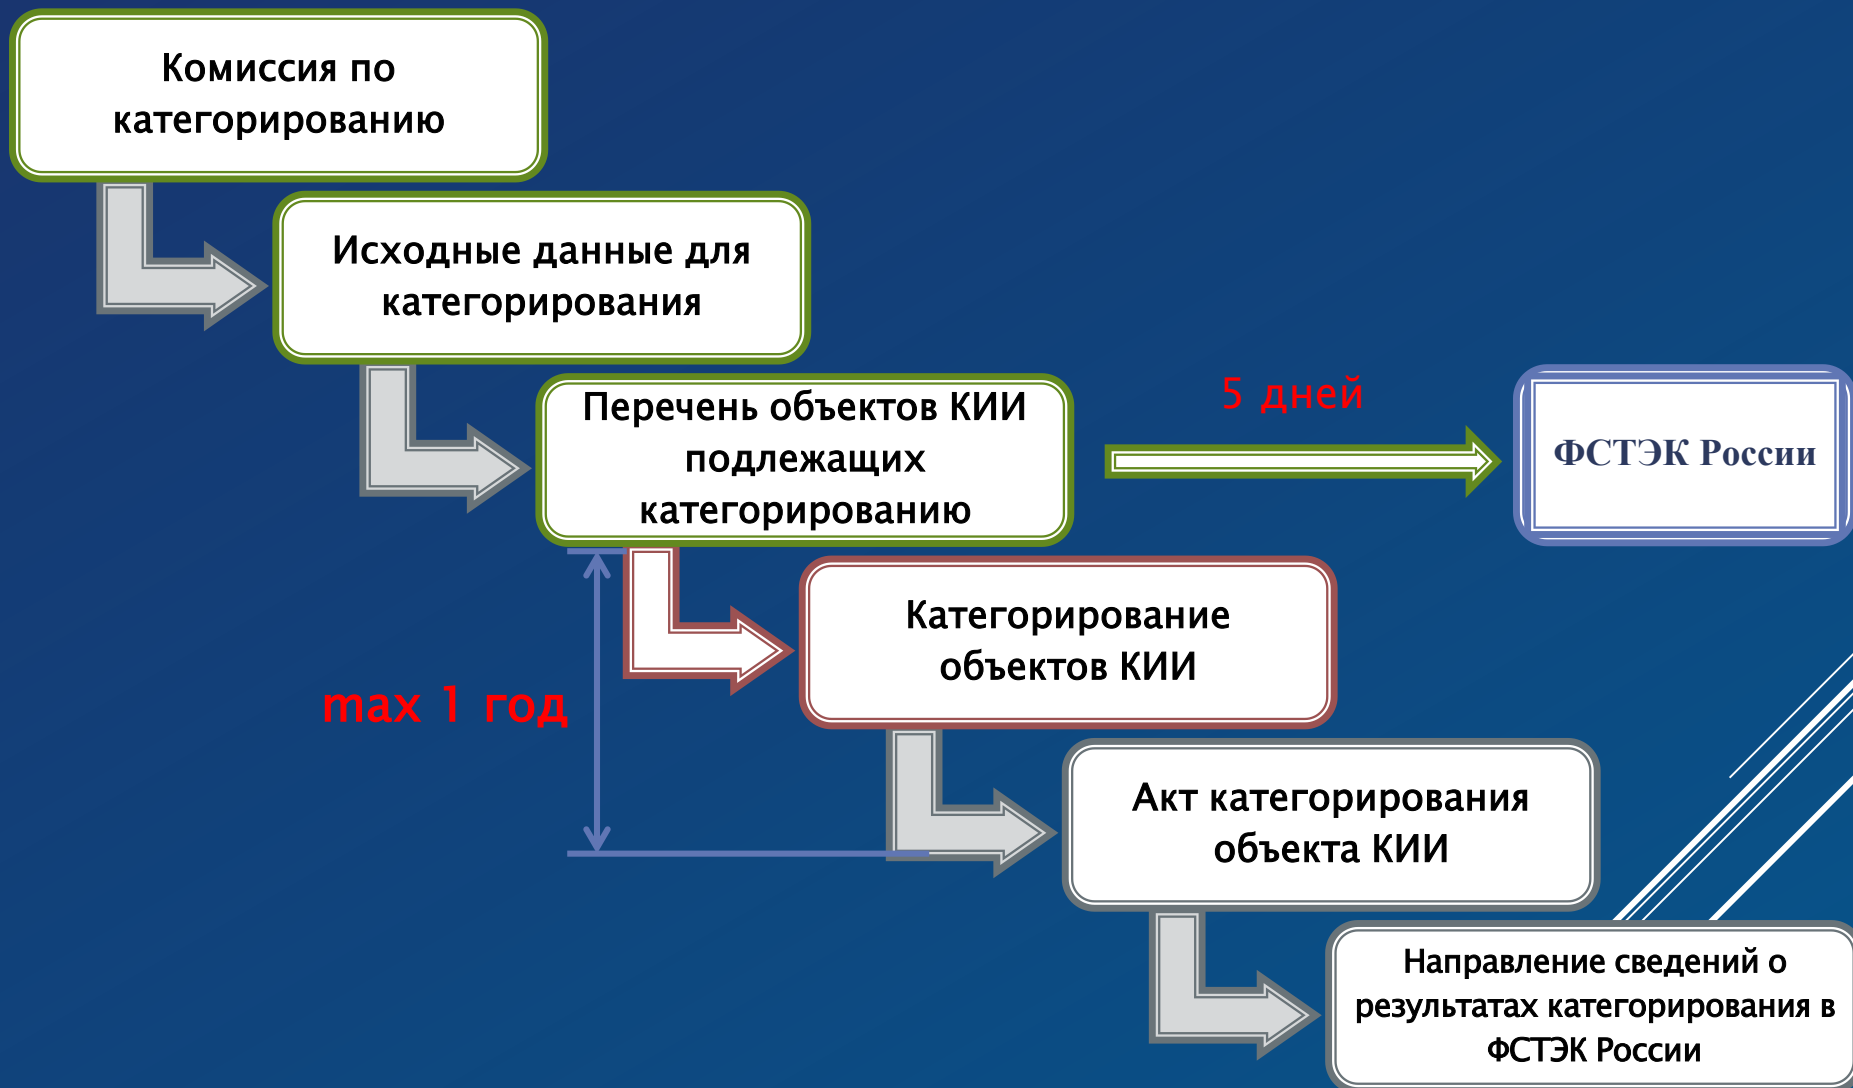 Комиссия по
категорированию
Исходные данные для
категорирования
Перечень объектов КИИ
подлежащих
категорированию
5 дней
ФСТЭК России
Категорирование
объектов КИИ
max 1 год
Акт категорирования
объекта КИИ
Направление сведений о
результатах категорирования в
ФСТЭК России